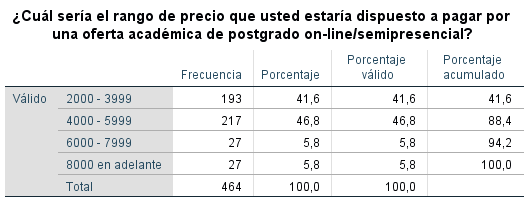 ¿Cuál sería el rango de precio que usted estaría dispuesto a pagar por
una oferta académica de postgrado on-line/semipresencial?
Frecuencia Porcentaje Porcentaje válido Porcentaje acumulado
Válido 2000 - 3999 193 41,6 41,6 41,6
4000 - 5999 217 46,8 46,8 88,4
6000 - 7999 27 5,8 5,8 94,2
8000 en adelante 27 5,8 5,8 100,0
Total 464 100,0 100,0